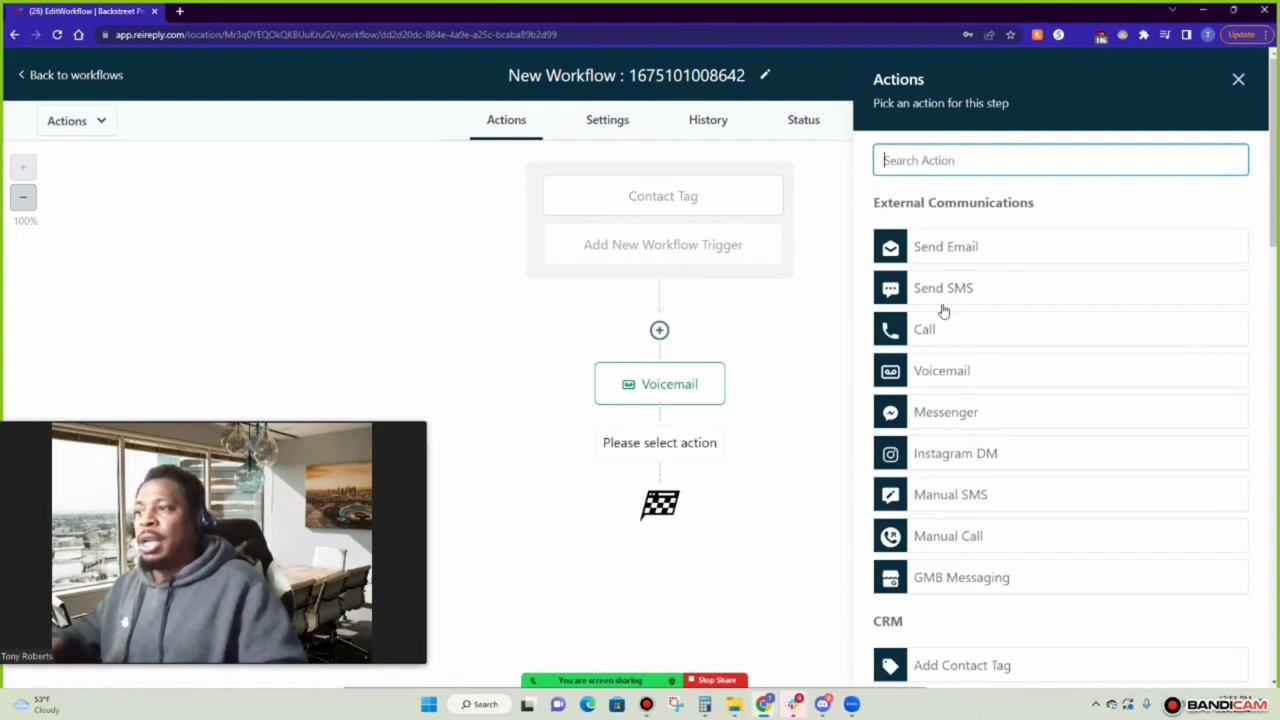 (26) EditWorkflow | Backstreet Pr
Update
app.reireply.com/location/Mr3q0YEQOkQKBUuKruGV/workflow/dd2d20dc-884e-4a9e-a25c-bcaba89b2d99
Back to workflows
New Workflow : 1675101008642
Actions
Pick an action for this step
Actions
Actions
Settings
History
Status
100%
Contact Tag
Add New Workflow Trigger
Voicemail
Please select action
Search Action
External Communications
Send Email
Send SMS
Call
Voicemail
Messenger
Instagram DM
Manual SMS
Manual Call
GMB Messaging
CRM
Add Contact Tag
Tony Roberts
You are screen sharing
Stop Share
53°F
Cloudy
Search
BANDICAM